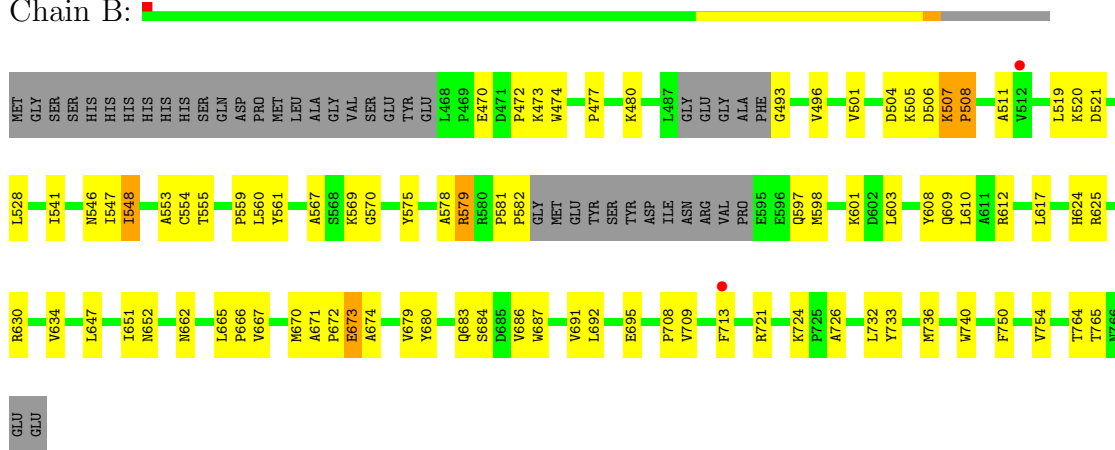 Chain B:
MET GLY SER SER HIS HIS HIS HIS HIS HIS SER GLN ASP PRO MET LEU ALA GLY VAL SER GLU TYR GLU L468 P469 E470 D471 P472 K473 W474 P477 K480 L487 GLY GLU GLY ALA PHE G493 V496 V501 D504 K505 D506 K507 P508 A511 V512 L519 K520 D521
L528 I541 N546 I547 I548 A553 C554 T555 P559 L560 Y561 A567 S568 K569 G570 Y575 A578 R579 R580 P581 P582 GLY MET GLU TYR SER TYR ASP ILE ASN ARG VAL PRO E595 E596 Q597 M598 K601 D602 L603 Y608 Q609 L610 A611 R612 L617 H624 R625
R630 V634 L647 I651 N652 N662 L665 P666 V667 M670 A671 P672 E673 A674 V679 Y680 Q683 S684 D685 V686 W687 V691 L692 E695 P708 V709 F713 R721 K724 P725 A726 L732 Y733 M736 W740 F750 V754 T764 T765 N766
GLU GLU